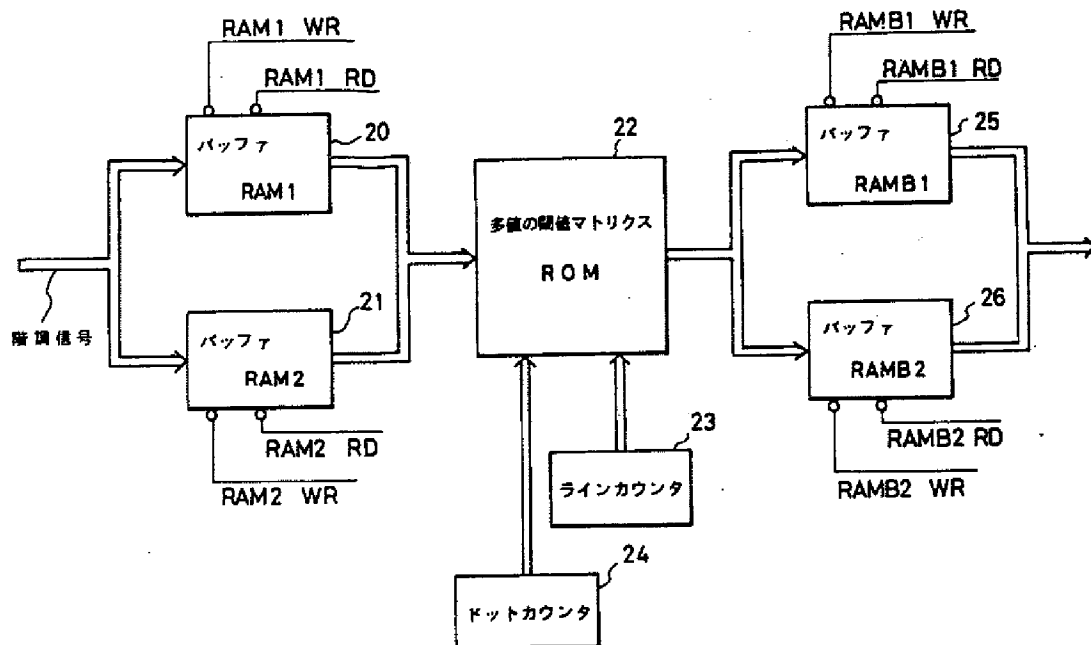 RAM1 WR
RAM1 RD
20
バッファ
RAM1
階調信号
21
バッファ
RAM2
RAM2 RD
RAM2 WR
22
多値の閾値マトリクス
ROM
23
ラインカウンタ
24
ドットカウンタ
RAMB1 WR
RAMB1 RD
25
バッファ
RAMB1
26
バッファ
RAMB2
RAMB2 RD
RAMB2 WR